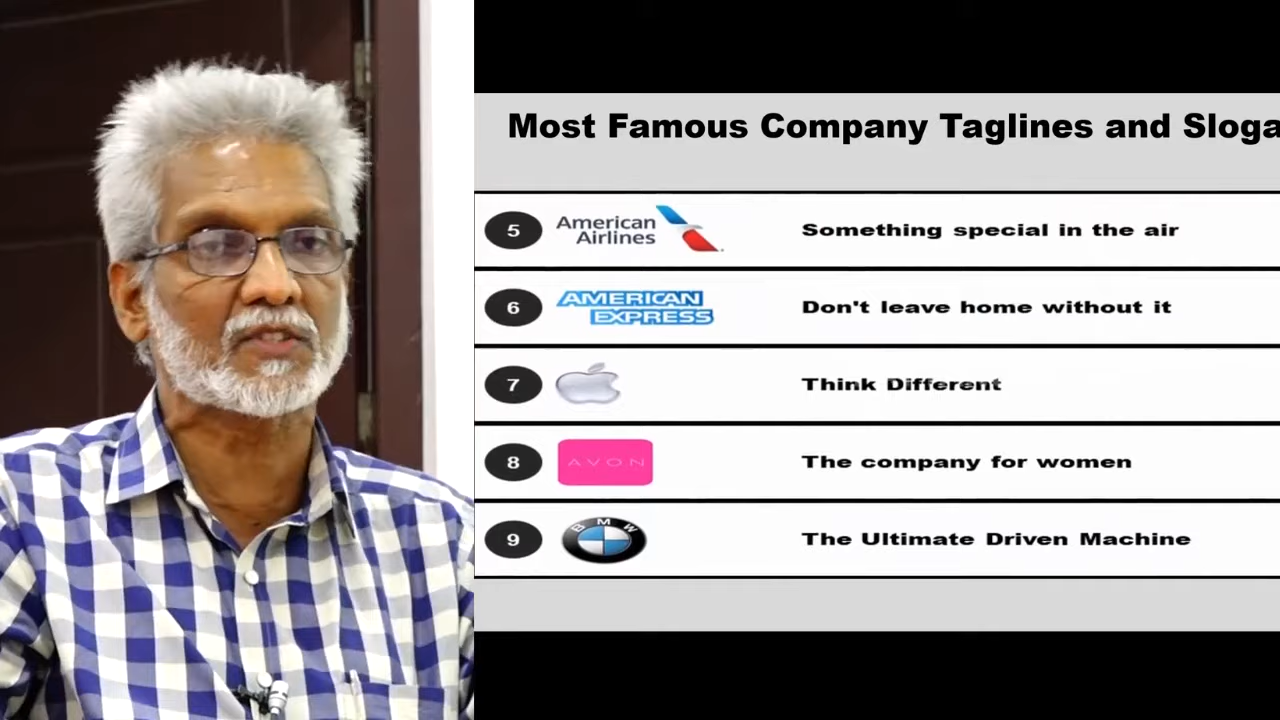 Most Famous Company Taglines and Sloga
5 American Airlines Something special in the air
6 AMERICAN EXPRESS Don't leave home without it
7 Think Different
8 AVON The company for women
9 BMW The Ultimate Driven Machine